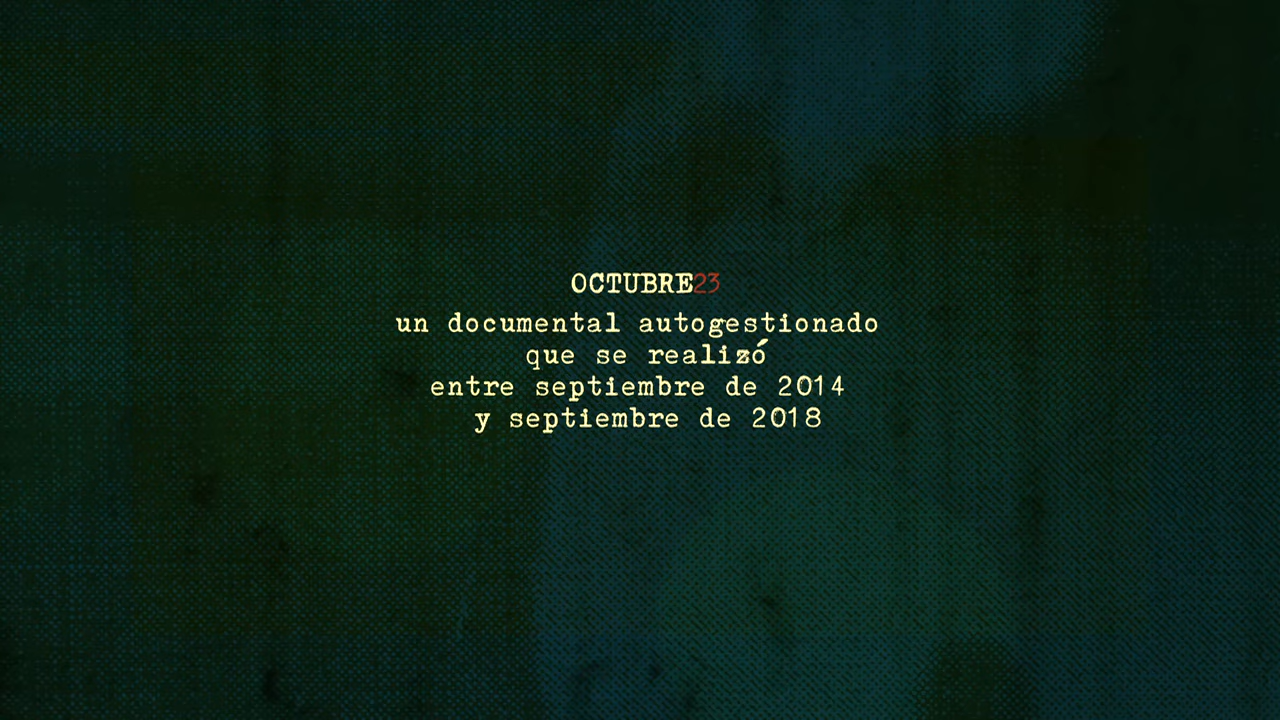 OCTUBRE23
un documental autogestionado
que se realizó
entre septiembre de 2014
y septiembre de 2018